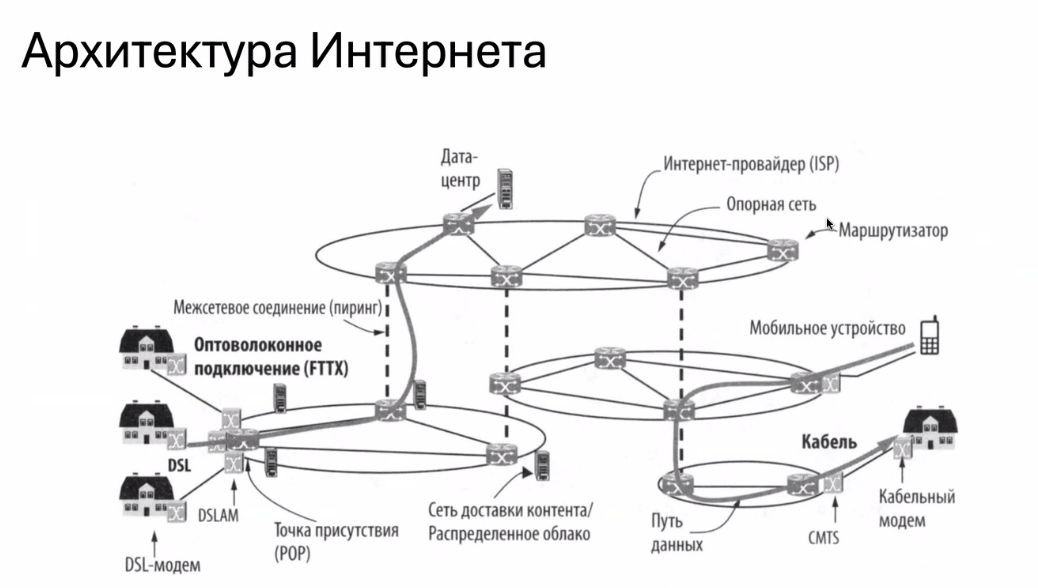 Архитектура Интернета
Дата-
центр
Интернет-провайдер (ISP)
Опорная сеть
Маршрутизатор
Межсетевое соединение (пиринг)
Мобильное устройство
Оптоволоконное
подключение (FTTX)
DSL
Кабель
DSLAM
Точка присутствия
(POP)
Сеть доставки контента/
Распределенное облако
Путь
данных
CMTS
Кабельный
модем
DSL-модем